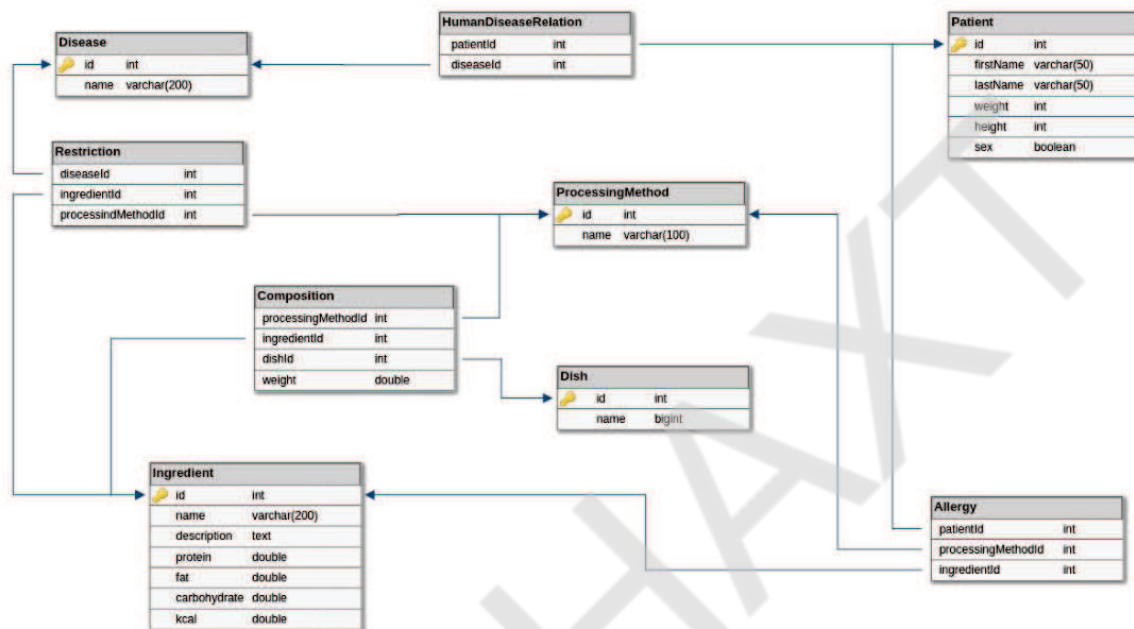 HumanDiseaseRelation
patientId int
diseaseId int
Patient
id int
firstName varchar(50)
lastName varchar(50)
weight int
height int
sex boolean
Disease
id int
name varchar(200)
Restriction
diseaseId int
ingredientId int
processindMethodId int
ProcessingMethod
id int
name varchar(100)
Composition
processingMethodId int
ingredientId int
dishId int
weight double
Dish
id int
name bigint
Ingredient
id int
name varchar(200)
description text
protein double
fat double
carbohydrate double
kcal double
Allergy
patientId int
processingMethodId int
ingredientId int
HAXT